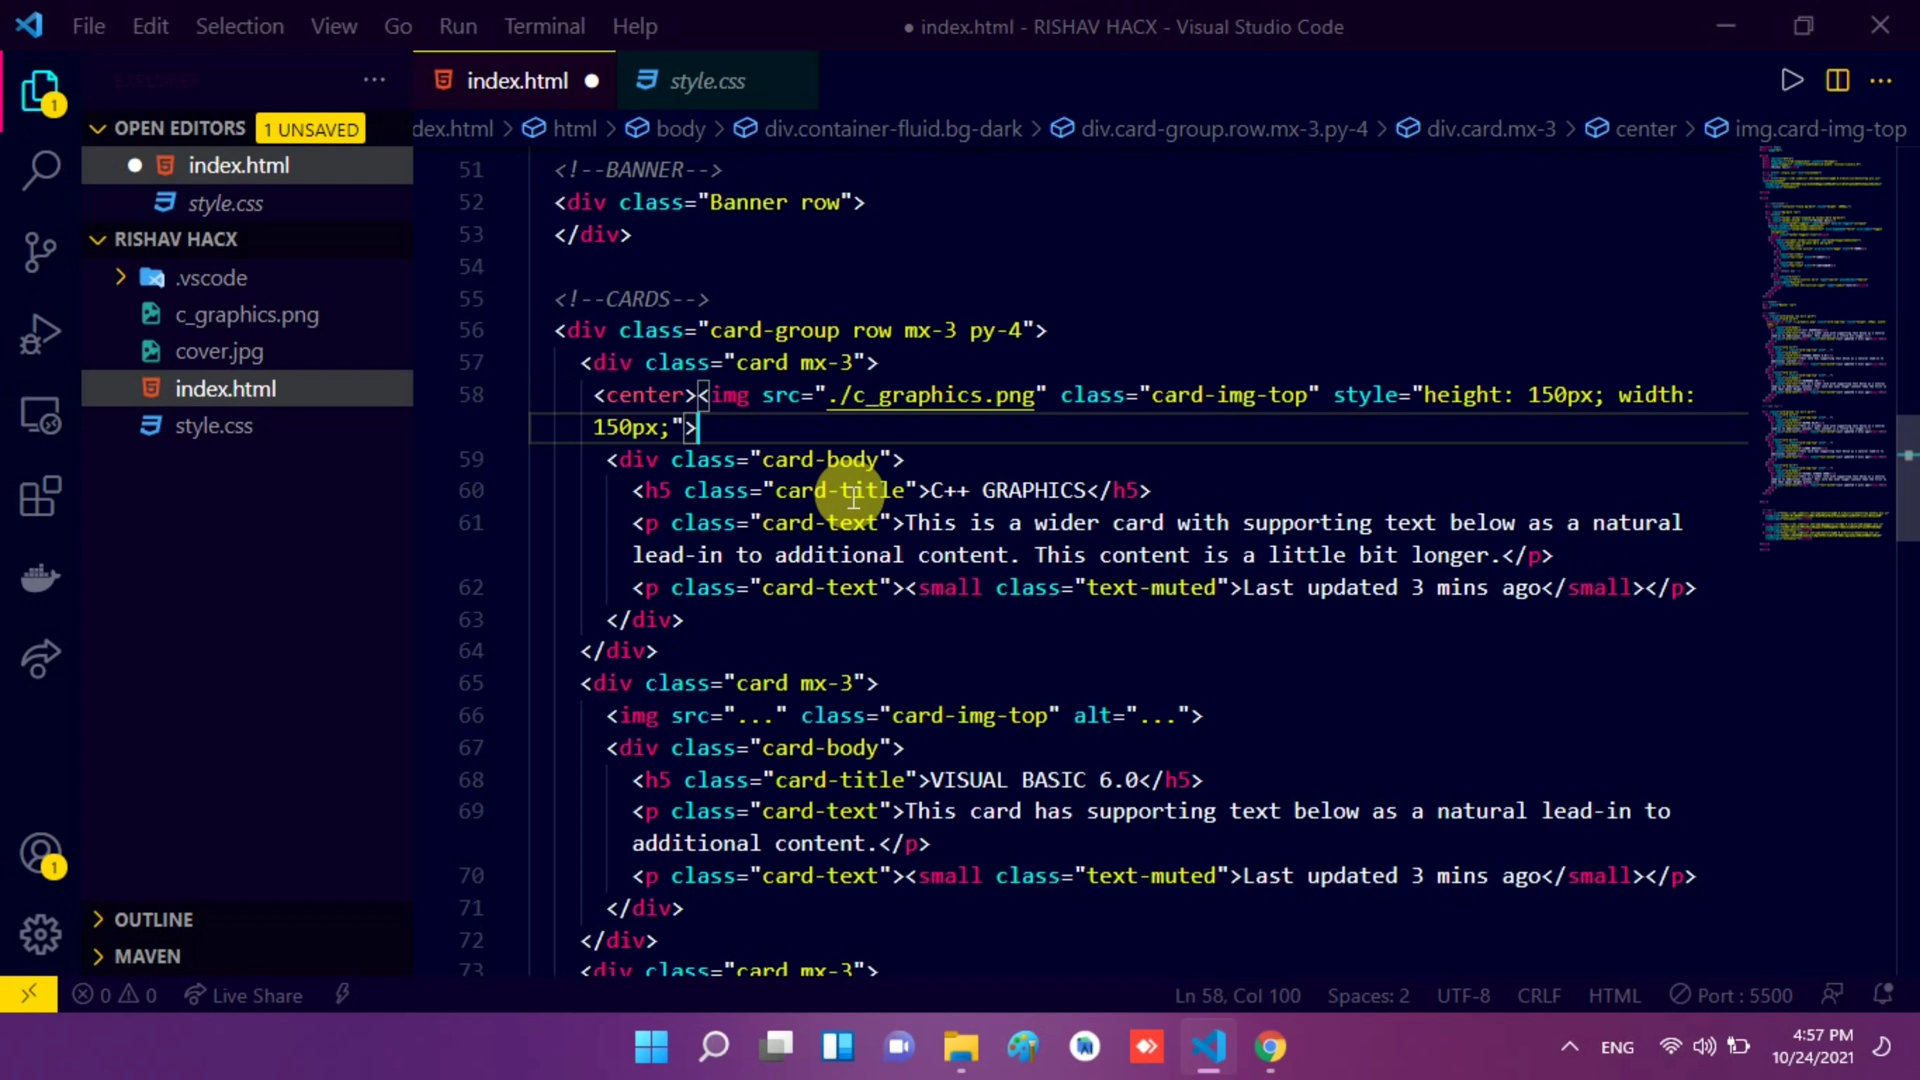 File Edit Selection View Go Run Terminal Help
● index.html - RISHAV HACX - Visual Studio Code
EXPLORER
index.html
style.css
OPEN EDITORS
1 UNSAVED
index.html
style.css
RISHAV HACX
.vscode
c_graphics.png
cover.jpg
index.html
style.css
OUTLINE
MAVEN
1
1
dex.html > html > body > div.container-fluid.bg-dark > div.card-group.row.mx-3.py-4 > div.card.mx-3 > center > img.card-img-top
51 <!--BANNER-->
52 <div class="Banner row">
53 </div>
54
55 <!--CARDS-->
56 <div class="card-group row mx-3 py-4">
57 <div class="card mx-3">
58 <center><img src="./c_graphics.png" class="card-img-top" style="height: 150px; width:
150px;">
59 <div class="card-body">
60 <h5 class="card-title">C++ GRAPHICS</h5>
61 <p class="card-text">This is a wider card with supporting text below as a natural
lead-in to additional content. This content is a little bit longer.</p>
62 <p class="card-text"><small class="text-muted">Last updated 3 mins ago</small></p>
63 </div>
64 </div>
65 <div class="card mx-3">
66 <img src="..." class="card-img-top" alt="...">
67 <div class="card-body">
68 <h5 class="card-title">VISUAL BASIC 6.0</h5>
69 <p class="card-text">This card has supporting text below as a natural lead-in to
additional content.</p>
70 <p class="card-text"><small class="text-muted">Last updated 3 mins ago</small></p>
71 </div>
72 </div>
73 <div class="card mx-3">
0 0 Live Share
Ln 58, Col 100 Spaces: 2 UTF-8 CRLF HTML Port : 5500
ENG
4:57 PM
10/24/2021